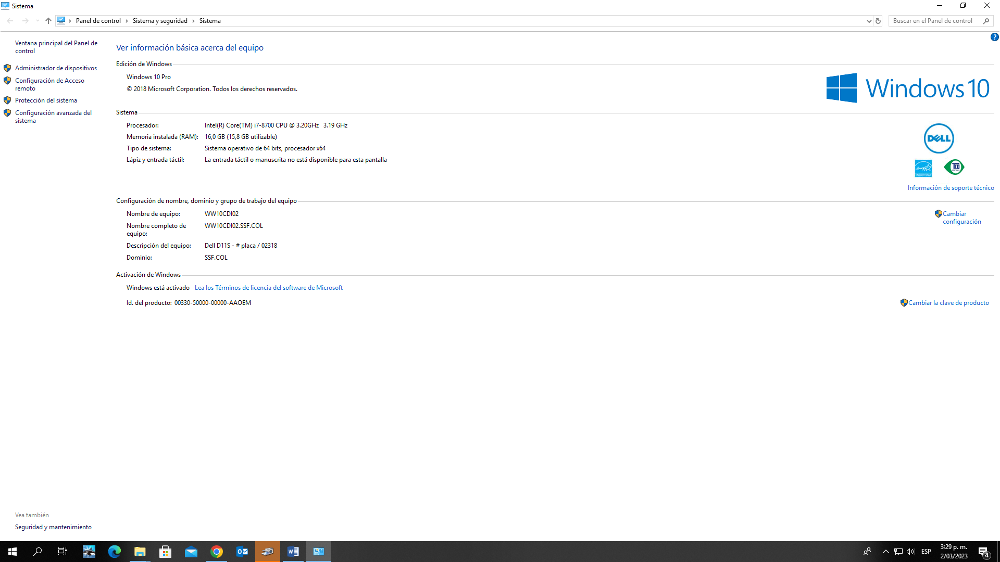 Sistema
Panel de control > Sistema y seguridad > Sistema
Buscar en el Panel de control
Ventana principal del Panel de
control
Administrador de dispositivos
Configuración de Acceso
remoto
Protección del sistema
Configuración avanzada del
sistema
Ver información básica acerca del equipo
Edición de Windows
Windows 10 Pro
© 2018 Microsoft Corporation. Todos los derechos reservados.
Windows 10
Sistema
Procesador: Intel(R) Core(TM) i7-8700 CPU @ 3.20GHz 3.19 GHz
Memoria instalada (RAM): 16,0 GB (15,8 GB utilizable)
Tipo de sistema: Sistema operativo de 64 bits, procesador x64
Lápiz y entrada táctil: La entrada táctil o manuscrita no está disponible para esta pantalla
DELL
energy
ENERGY STAR
TCO
Información de soporte técnico
Configuración de nombre, dominio y grupo de trabajo del equipo
Nombre de equipo: WW10CDI02
Nombre completo de
equipo: WW10CDI02.SSF.COL
Descripción del equipo: Dell D11S - # placa / 02318
Dominio: SSF.COL
Cambiar
configuración
Activación de Windows
Windows está activado Lea los Términos de licencia del software de Microsoft
Id. del producto: 00330-50000-00000-AAOEM
Cambiar la clave de producto
Vea también
Seguridad y mantenimiento
ESP
3:29 p. m.
2/03/2023
4